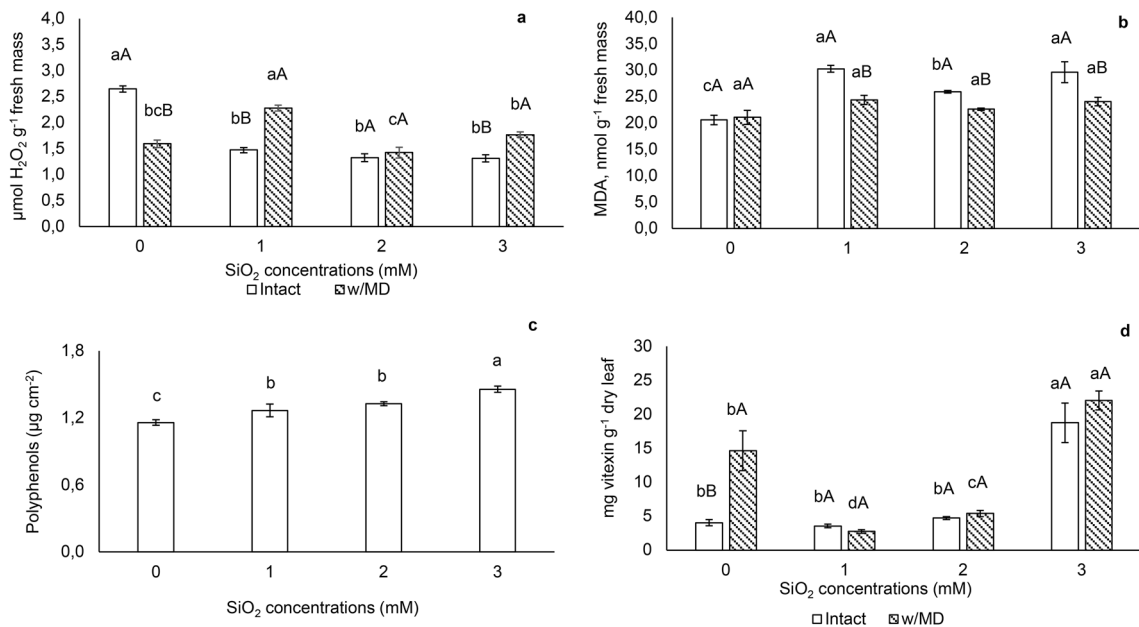 a
µmol H₂O₂ g⁻¹ fresh mass
4,0
3,5
3,0
2,5
2,0
1,5
1,0
0,5
0,0
aA
bcB
bB
aA
bA
cA
bB
bA
0 1 2 3
SiO₂ concentrations (mM)
Intact w/MD
b
MDA, nmol g⁻¹ fresh mass
40,0
35,0
30,0
25,0
20,0
15,0
10,0
5,0
0,0
cA
aA
aA
aB
bA
aB
aA
aB
0 1 2 3
c
Polyphenols (µg cm⁻²)
1,8
1,2
0,6
0,0
c
b
b
a
0 1 2 3
SiO₂ concentrations (mM)
d
mg vitexin g⁻¹ dry leaf
30
25
20
15
10
5
0
bB
bA
bA
dA
bA
cA
aA
aA
0 1 2 3
SiO₂ concentrations (mM)
Intact w/MD